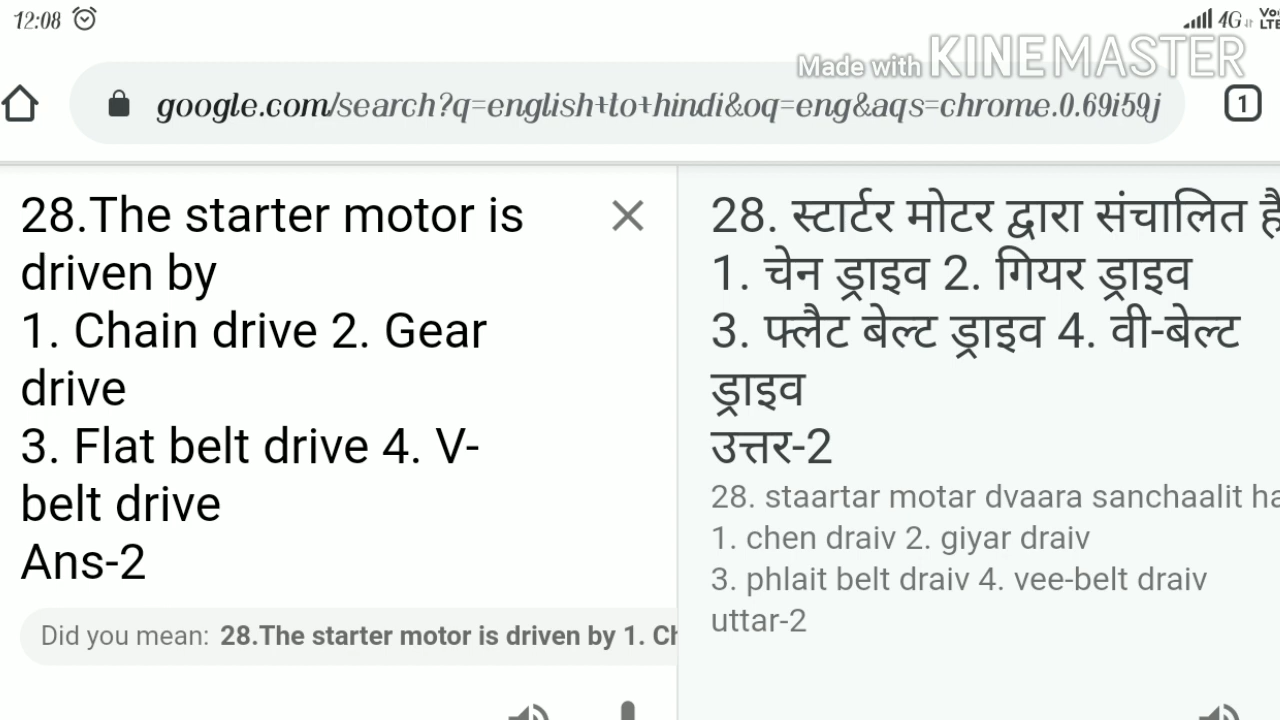 12:08
4G
Made with KINEMASTER
google.com/search?q=english+to+hindi&oq=eng&aqs=chrome.0.69i59j
1
28.The starter motor is
driven by
1. Chain drive 2. Gear
drive
3. Flat belt drive 4. V-
belt drive
Ans-2
Did you mean: 28.The starter motor is driven by 1.
28. स्टार्टर मोटर द्वारा संचालित है
1. चेन ड्राइव 2. गियर ड्राइव
3. फ्लैट बेल्ट ड्राइव 4. वी-बेल्ट
ड्राइव
उत्तर-2
28. staartar motar dvaara sanchaalit
1. chen draiv 2. giyar draiv
3. phlait belt draiv 4. vee-belt draiv
uttar-2